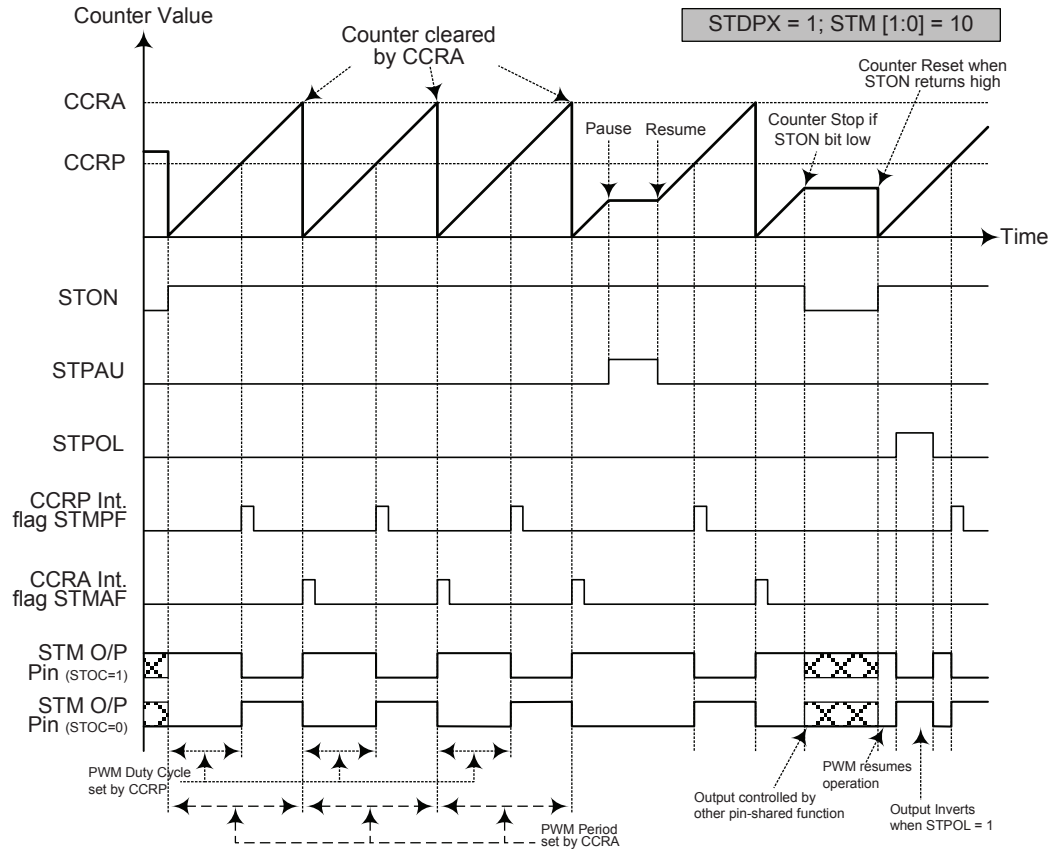 Counter Value
STDPX = 1; STM [1:0] = 10
Counter cleared
by CCRA
Counter Reset when
STON returns high
CCRA
Counter Stop if
STON bit low
Pause
Resume
CCRP
Time
STON
STPAU
STPOL
CCRP Int.
flag STMPF
CCRA Int.
flag STMAF
STM O/P
Pin (STOC=1)
STM O/P
Pin (STOC=0)
PWM Duty Cycle
set by CCRP
PWM resumes
operation
Output controlled by
other pin-shared function
Output Inverts
when STPOL = 1
PWM Period
set by CCRA